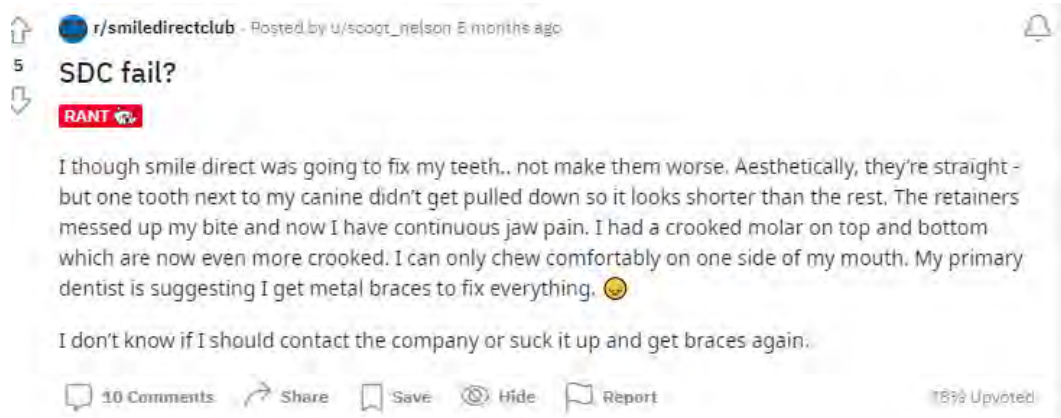 r/smiledirectclub · Posted by u/scoot_nelson 6 months ago
5
SDC fail?
RANT
I though smile direct was going to fix my teeth.. not make them worse. Aesthetically, they're straight -
but one tooth next to my canine didn't get pulled down so it looks shorter than the rest. The retainers
messed up my bite and now I have continuous jaw pain. I had a crooked molar on top and bottom
which are now even more crooked. I can only chew comfortably on one side of my mouth. My primary
dentist is suggesting I get metal braces to fix everything.
I don't know if I should contact the company or suck it up and get braces again.
10 Comments Share Save Hide Report Upvoted